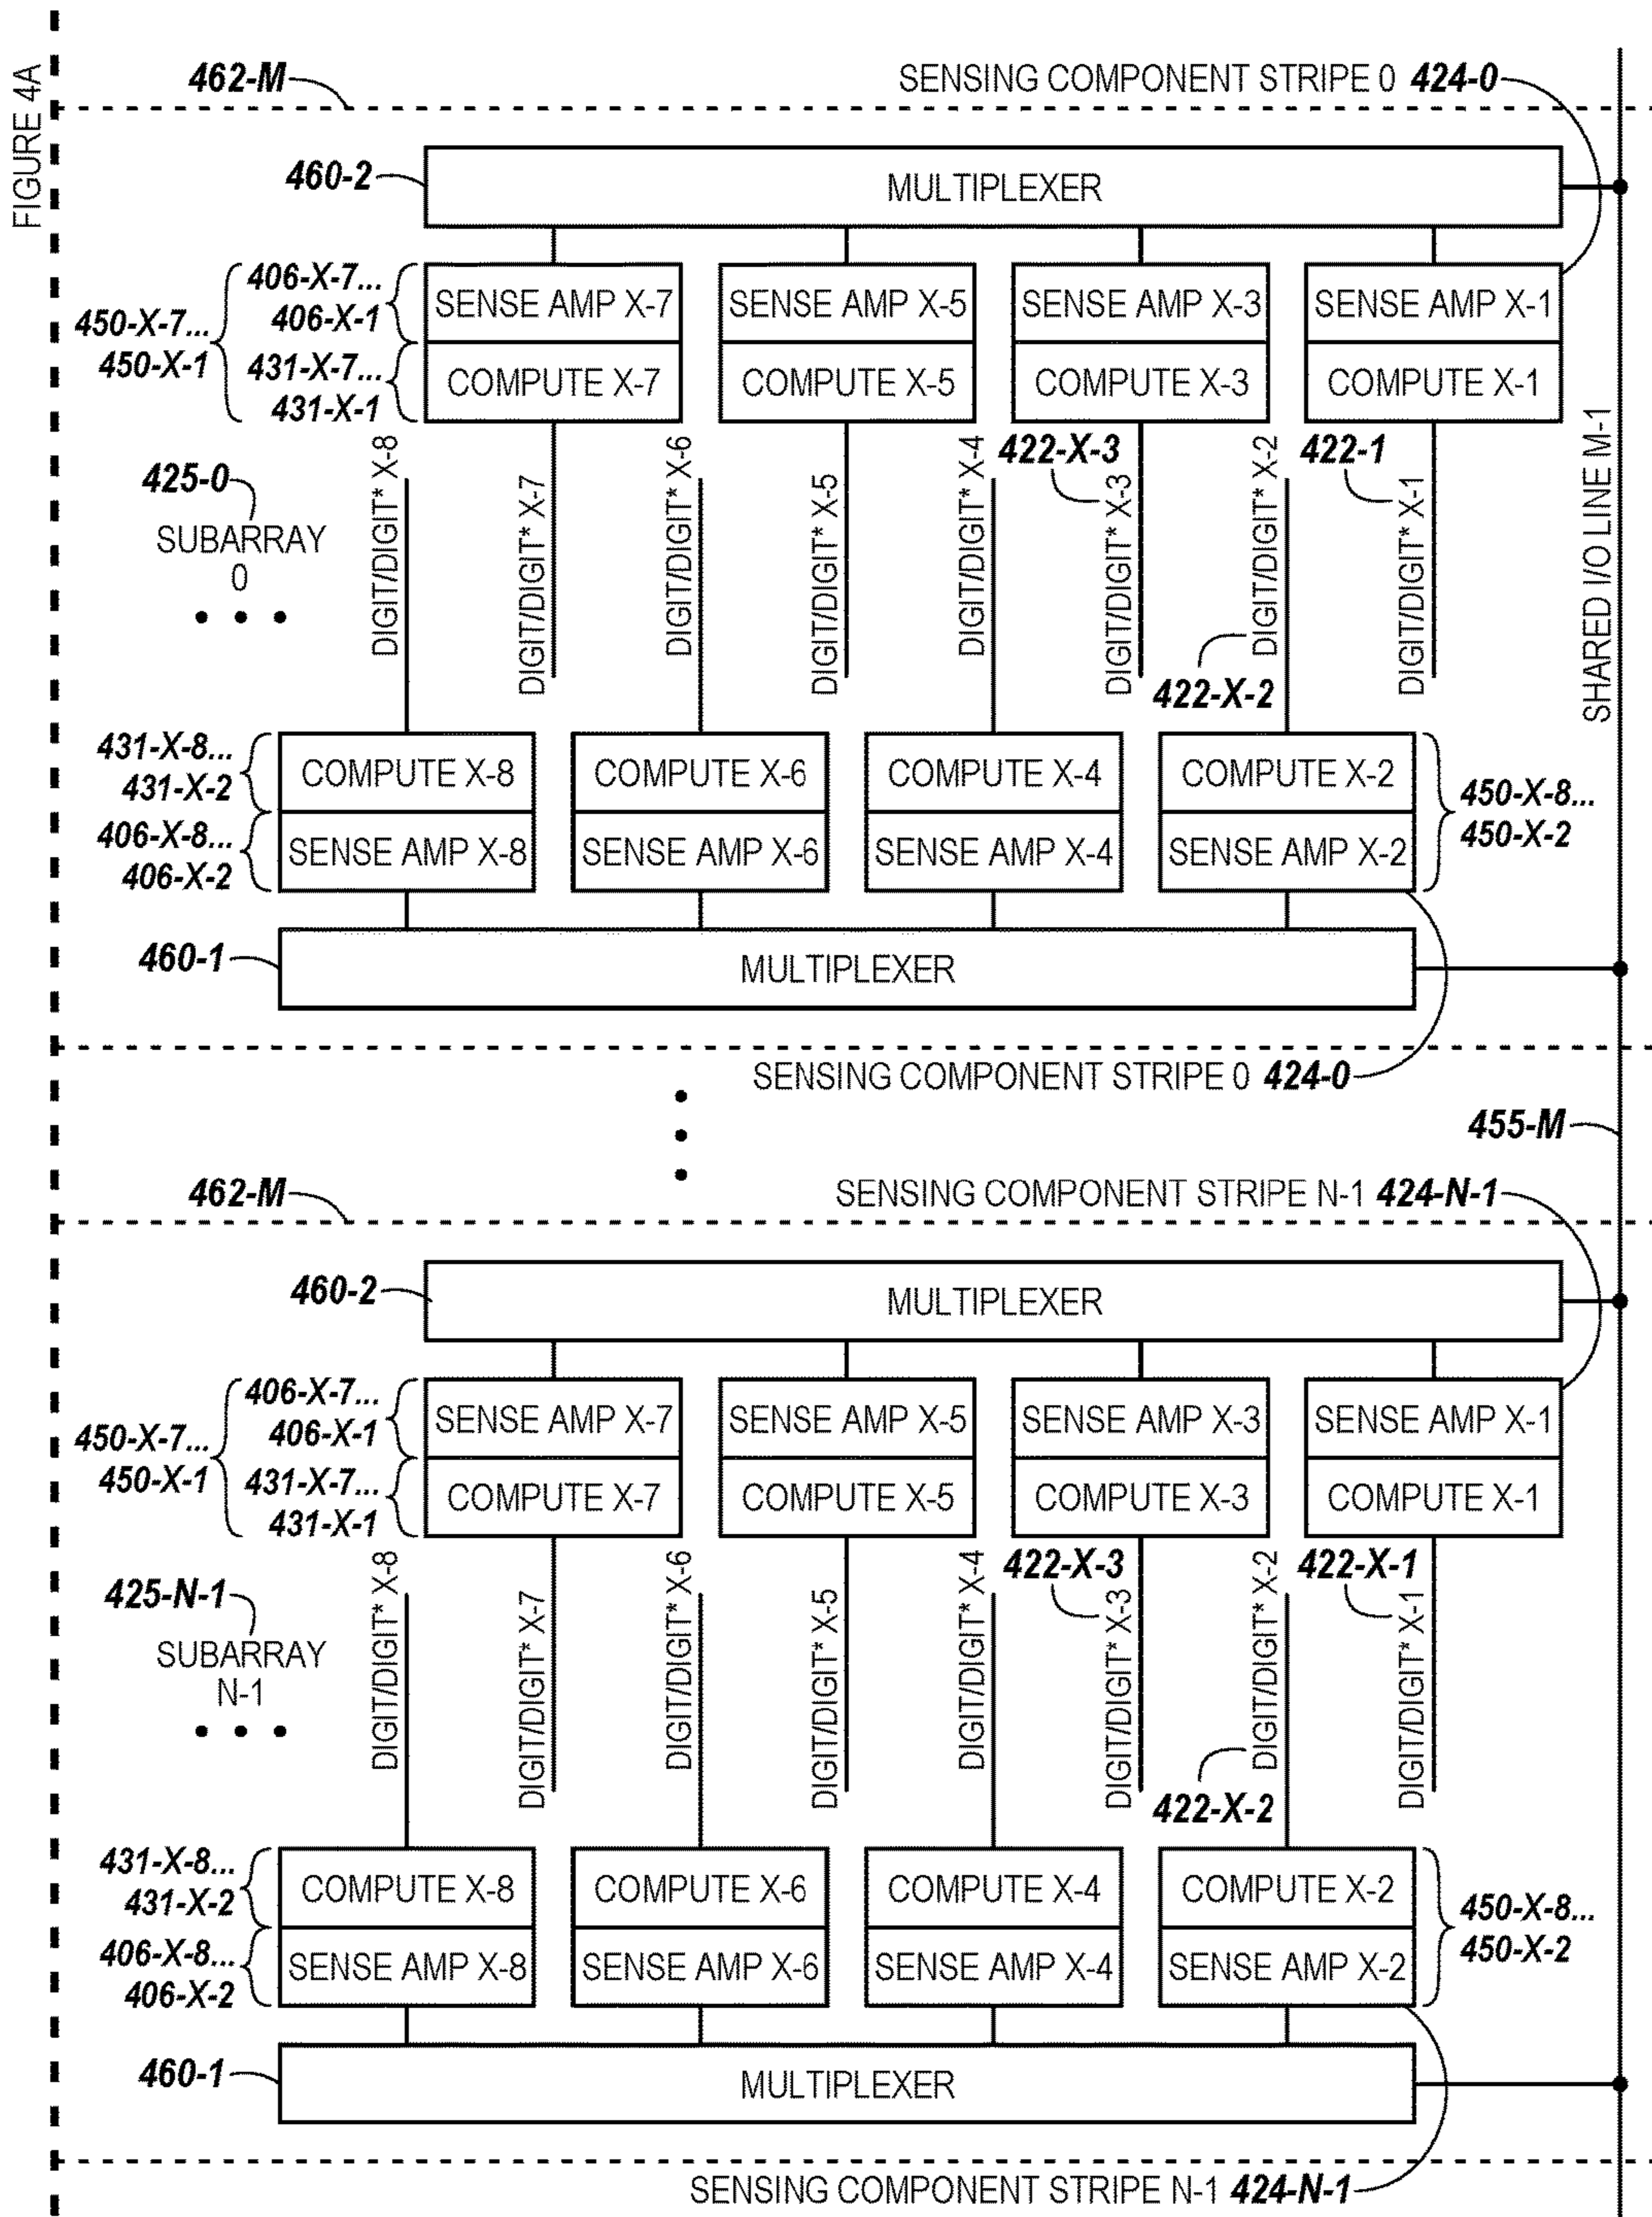 FIGURE 4A
462-M
SENSING COMPONENT STRIPE 0 424-0
460-2
MULTIPLEXER
450-X-7...
450-X-1
406-X-7...
406-X-1
431-X-7...
431-X-1
SENSE AMP X-7
SENSE AMP X-5
SENSE AMP X-3
SENSE AMP X-1
COMPUTE X-7
COMPUTE X-5
COMPUTE X-3
COMPUTE X-1
425-0
SUBARRAY
0
DIGIT/DIGIT* X-8
DIGIT/DIGIT* X-7
DIGIT/DIGIT* X-6
DIGIT/DIGIT* X-5
DIGIT/DIGIT* X-4
422-X-3
DIGIT/DIGIT* X-3
DIGIT/DIGIT* X-2
422-X-2
422-1
DIGIT/DIGIT* X-1
SHARED I/O LINE M-1
431-X-8...
431-X-2
406-X-8...
406-X-2
COMPUTE X-8
COMPUTE X-6
COMPUTE X-4
COMPUTE X-2
SENSE AMP X-8
SENSE AMP X-6
SENSE AMP X-4
SENSE AMP X-2
450-X-8...
450-X-2
460-1
MULTIPLEXER
SENSING COMPONENT STRIPE 0 424-0
455-M
462-M
SENSING COMPONENT STRIPE N-1 424-N-1
460-2
MULTIPLEXER
450-X-7...
450-X-1
406-X-7...
406-X-1
431-X-7...
431-X-1
SENSE AMP X-7
SENSE AMP X-5
SENSE AMP X-3
SENSE AMP X-1
COMPUTE X-7
COMPUTE X-5
COMPUTE X-3
COMPUTE X-1
425-N-1
SUBARRAY
N-1
DIGIT/DIGIT* X-8
DIGIT/DIGIT* X-7
DIGIT/DIGIT* X-6
DIGIT/DIGIT* X-5
DIGIT/DIGIT* X-4
422-X-3
DIGIT/DIGIT* X-3
DIGIT/DIGIT* X-2
422-X-2
422-X-1
DIGIT/DIGIT* X-1
431-X-8...
431-X-2
406-X-8...
406-X-2
COMPUTE X-8
COMPUTE X-6
COMPUTE X-4
COMPUTE X-2
SENSE AMP X-8
SENSE AMP X-6
SENSE AMP X-4
SENSE AMP X-2
450-X-8...
450-X-2
460-1
MULTIPLEXER
SENSING COMPONENT STRIPE N-1 424-N-1